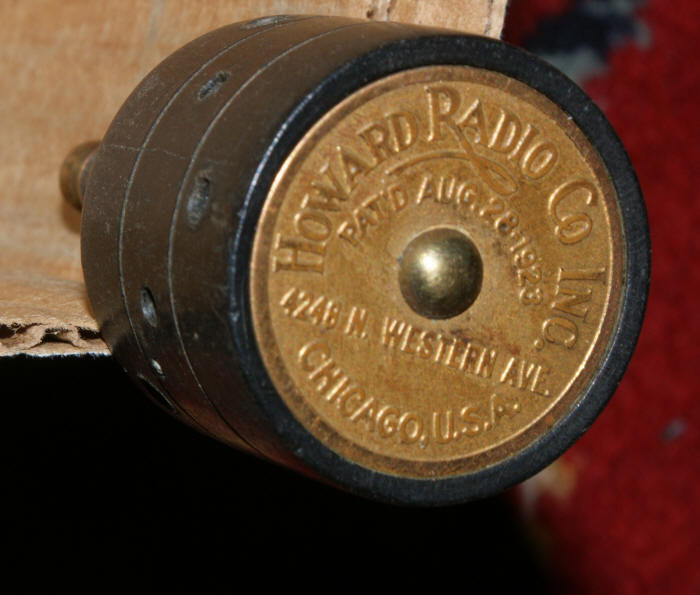 HOWARD RADIO CO INC.
PAT'D AUG. 28-1923
4248 N. WESTERN AVE.
CHICAGO, U.S.A.